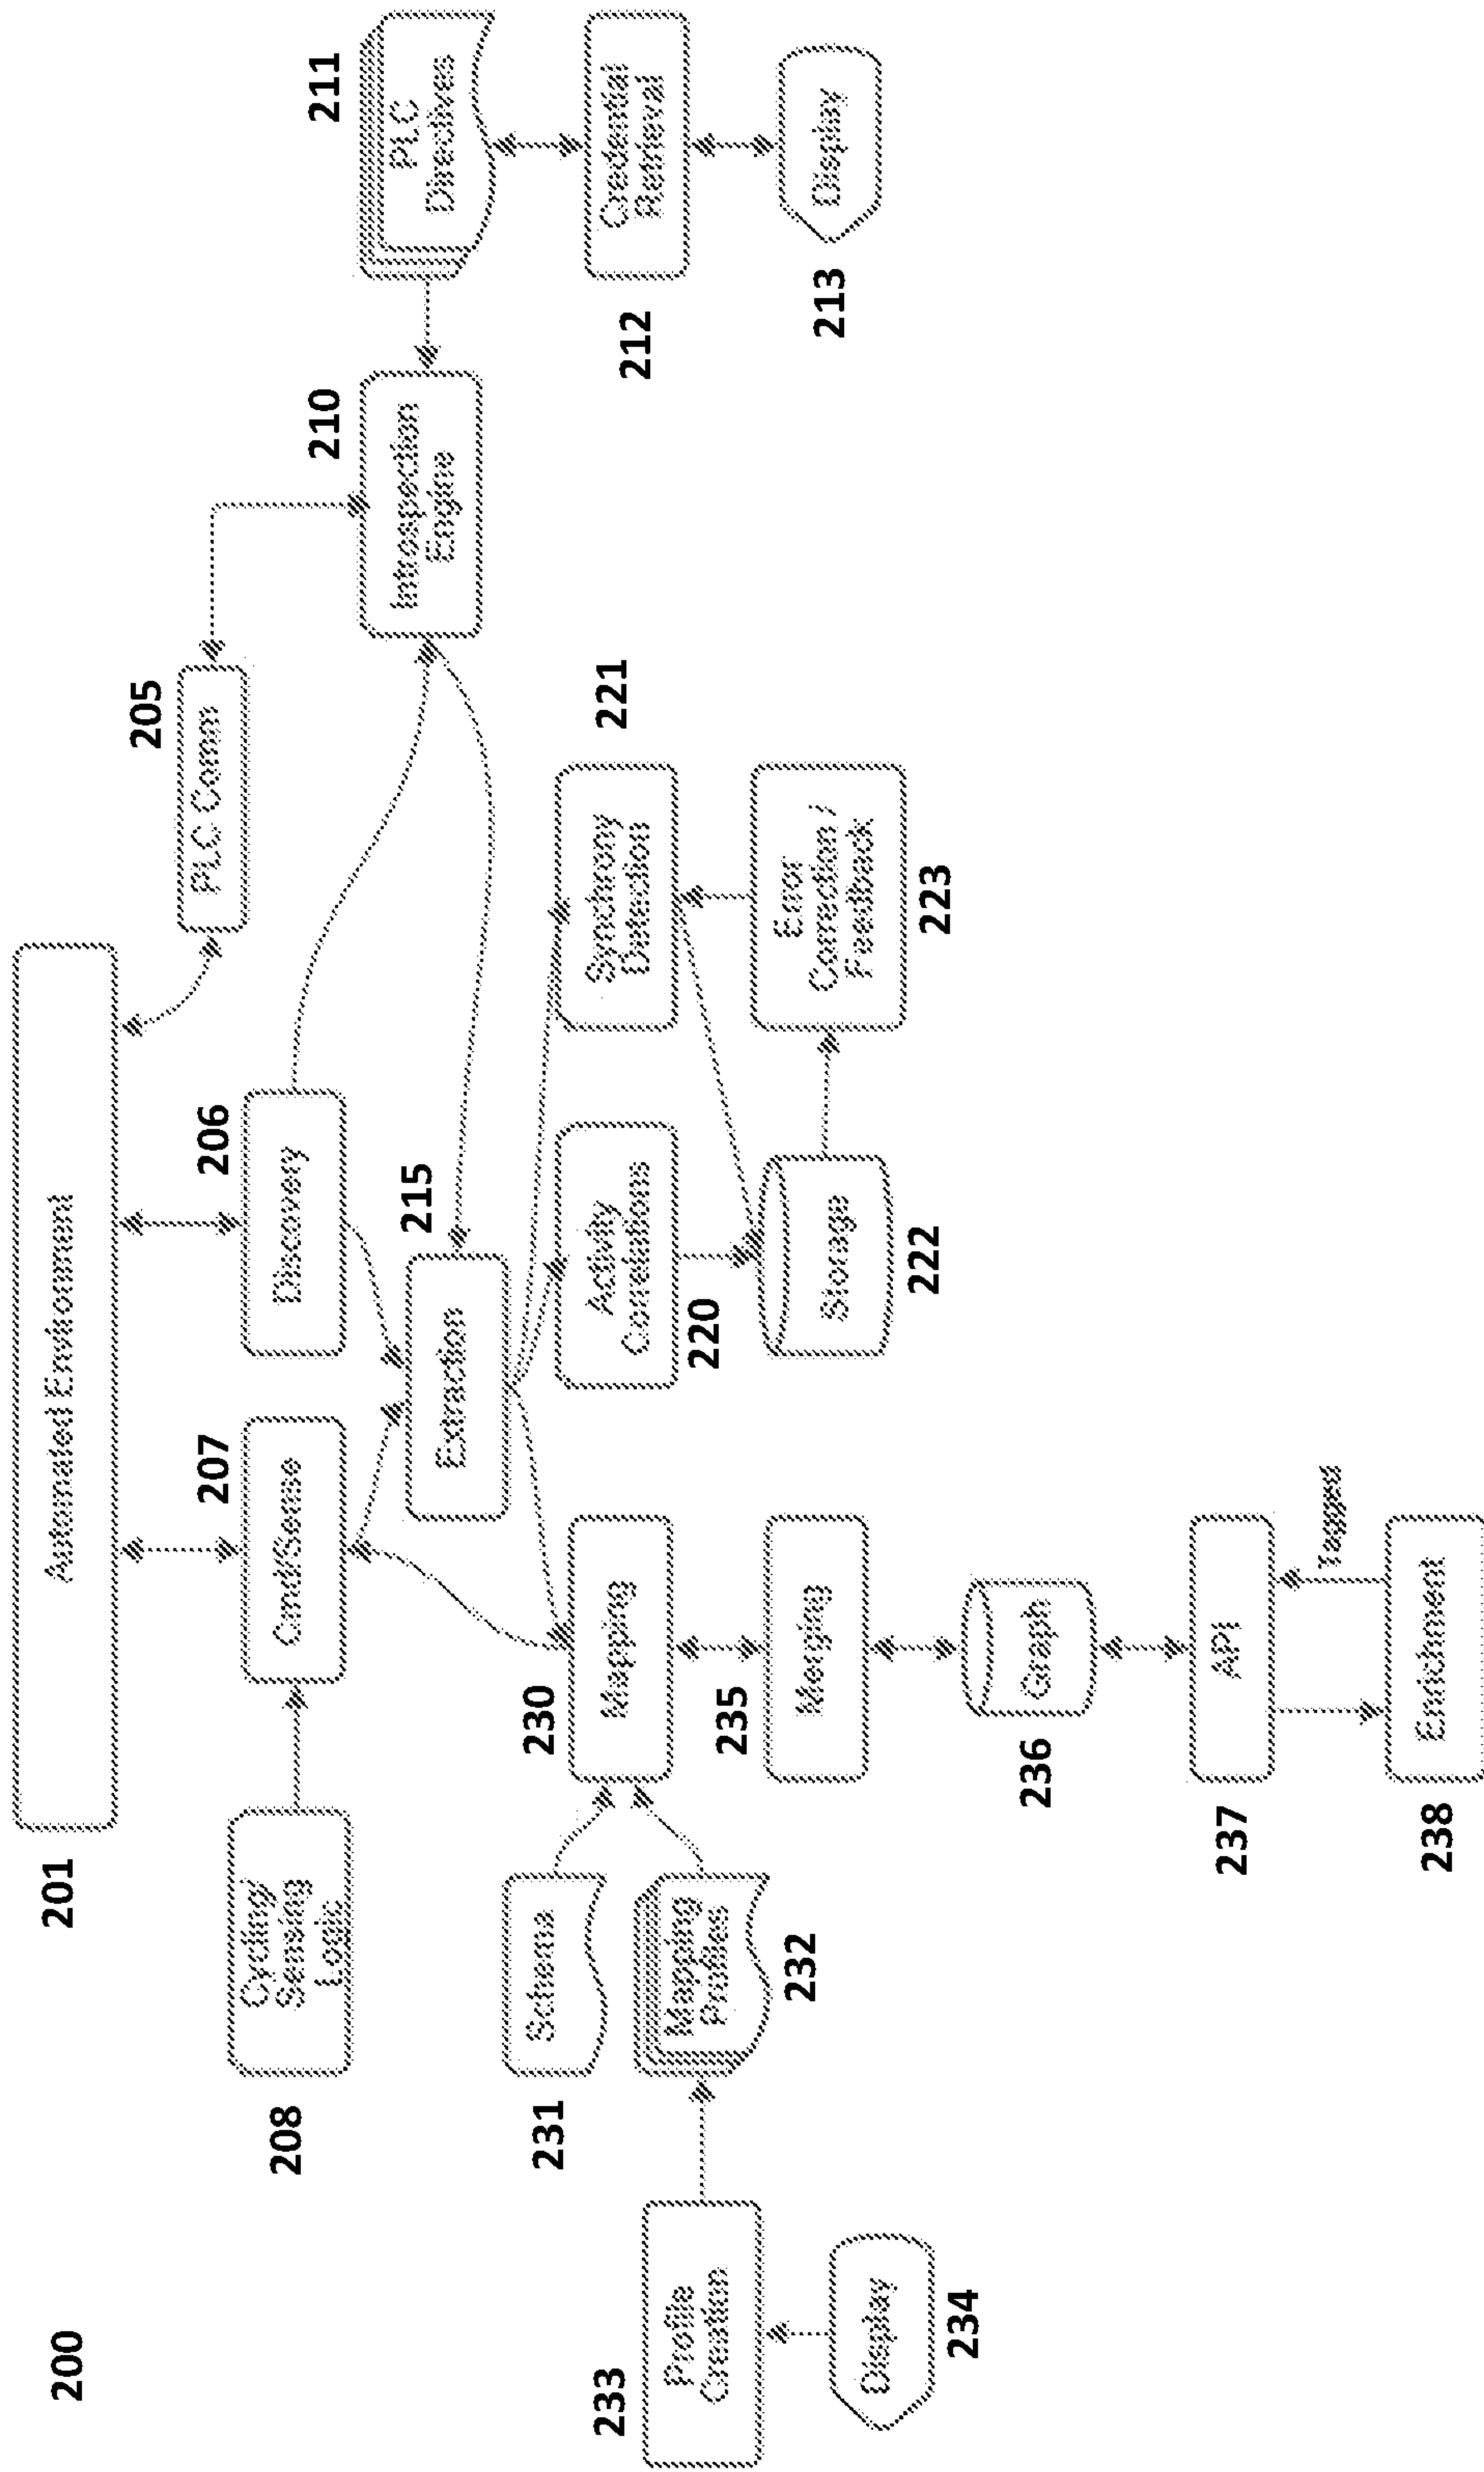 200
201
Automated Environment
205
PLC Comm
206
Discovery
207
Cmd/Sense
208
Cycling/
Sensing
Logic
210
Introspection
Engine
211
PLC
Directives
212
Credential
Retrieval
213
Display
215
Extraction
220
Activity
Correlations
221
Synchrony
Detection
222
Storage
223
Error
Correction /
Feedback
230
Mapping
231
Schema
232
Mapping
Profiles
233
Profile
Creation
234
Display
235
Merging
236
Graph
237
API
Tagged
238
Enrichment